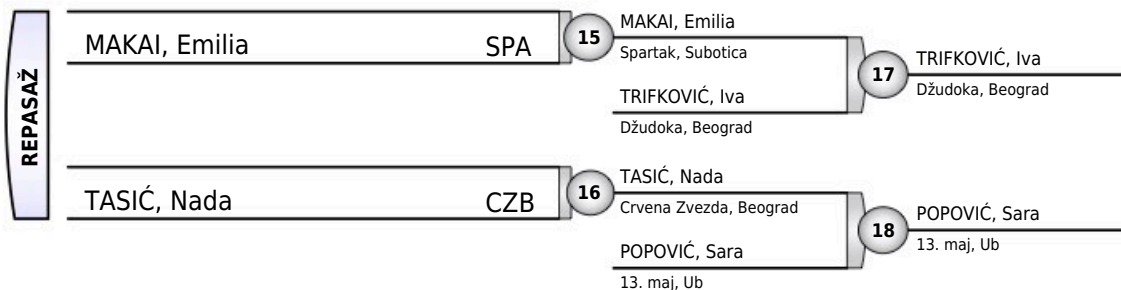 REPASAŽ
MAKAI, Emilia SPA
15
MAKAI, Emilia
Spartak, Subotica
TRIFKOVIĆ, Iva
Džudoka, Beograd
17
TRIFKOVIĆ, Iva
Džudoka, Beograd
TASIĆ, Nada CZB
16
TASIĆ, Nada
Crvena Zvezda, Beograd
POPOVIĆ, Sara
13. maj, Ub
18
POPOVIĆ, Sara
13. maj, Ub